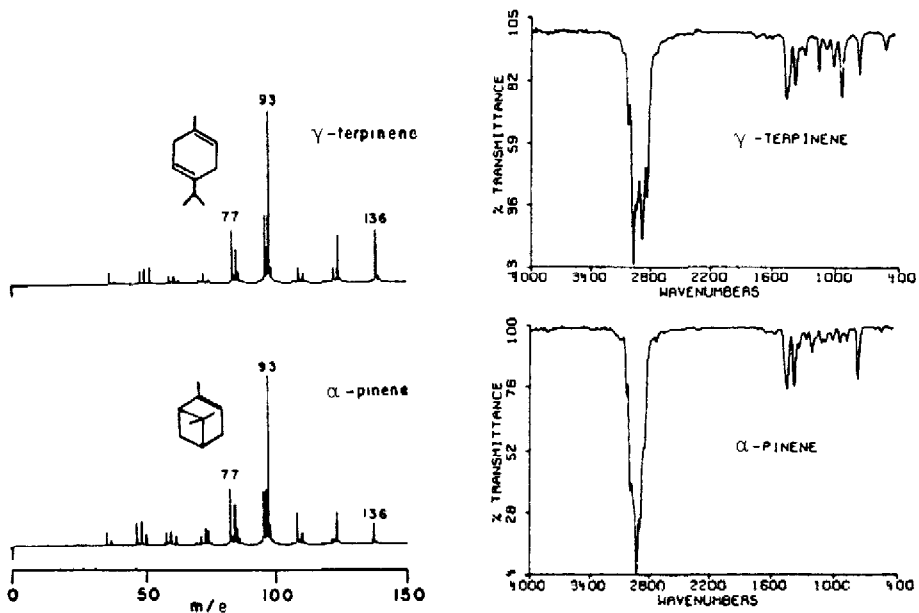 93
γ-terpinene
77
136
93
α-pinene
77
136
0
50
100
150
m/e
105
82
59
36
13
% TRANSMITTANCE
γ-TERPINENE
4000 3400 2800 2200 1600 1000 400
WAVENUMBERS
100
76
52
28
4
% TRANSMITTANCE
α-PINENE
4000 3400 2800 2200 1600 1000 400
WAVENUMBERS